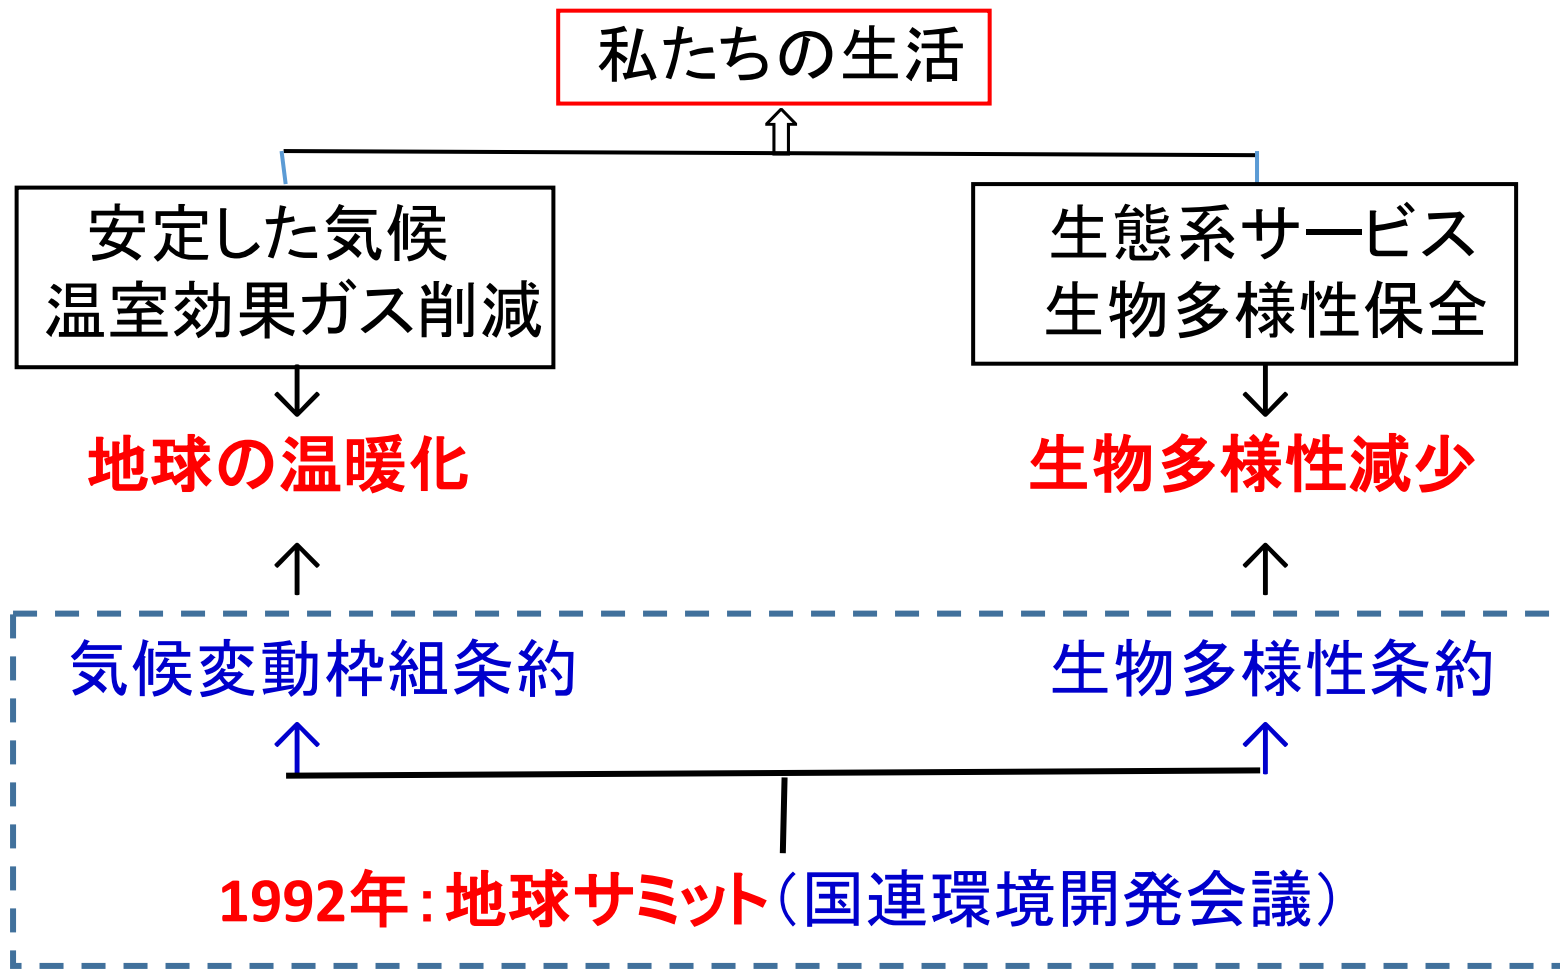 私たちの生活
安定した気候
温室効果ガス削減
生態系サービス
生物多様性保全
地球の温暖化
生物多様性減少
気候変動枠組条約
生物多様性条約
1992年：地球サミット（国連環境開発会議）